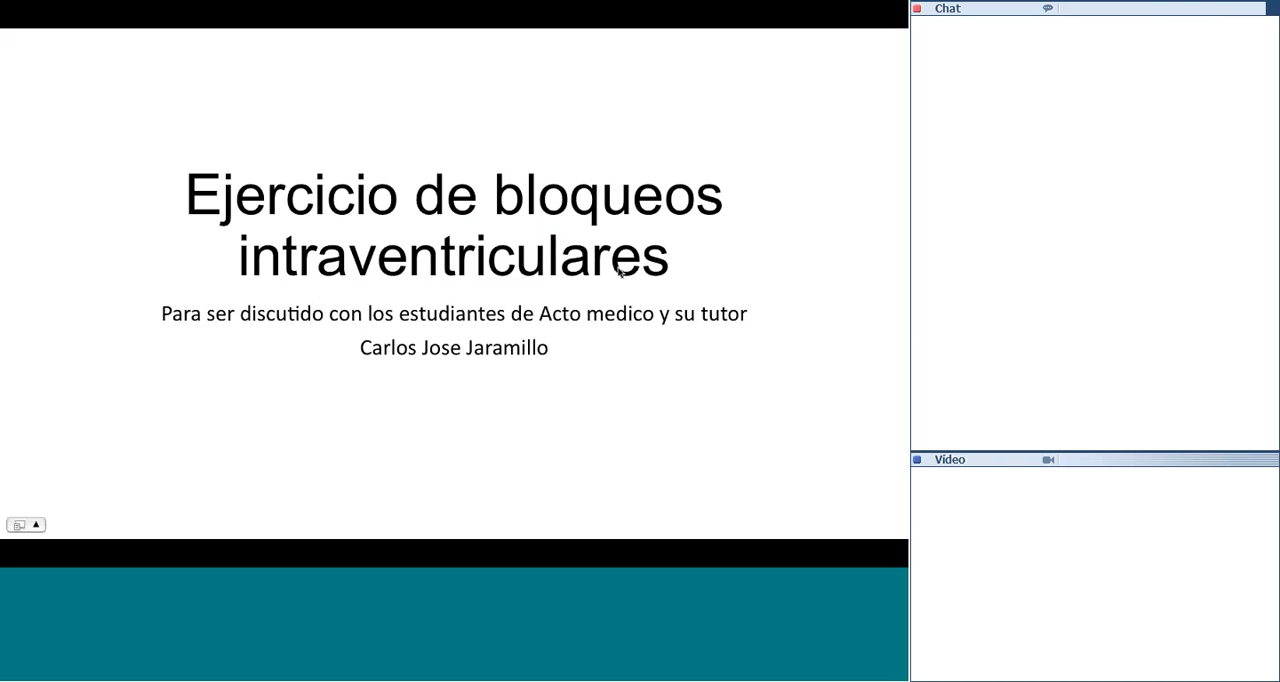 Ejercicio de bloqueos
intraventriculares
Para ser discutido con los estudiantes de Acto medico y su tutor
Carlos Jose Jaramillo
Chat
Vídeo